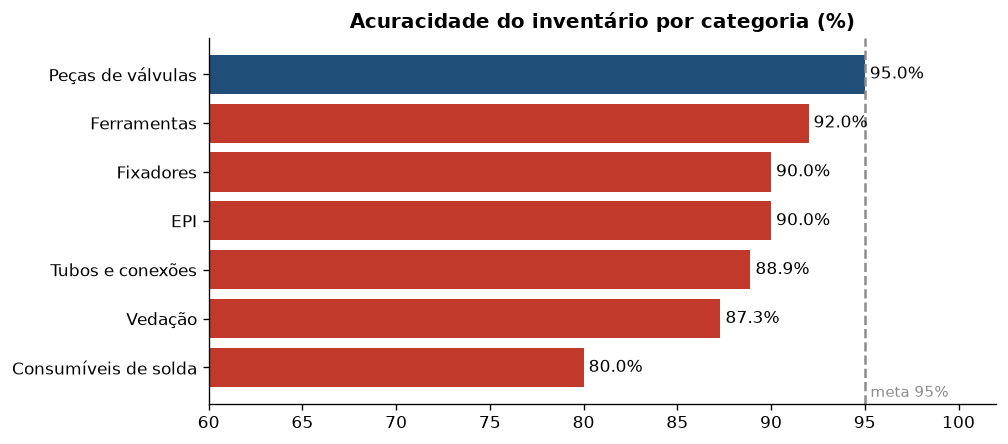 Acuracidade do inventário por categoria (%)
Peças de válvulas 95.0%
Ferramentas 92.0%
Fixadores 90.0%
EPI 90.0%
Tubos e conexões 88.9%
Vedação 87.3%
Consumíveis de solda 80.0%
meta 95%
60 65 70 75 80 85 90 95 100